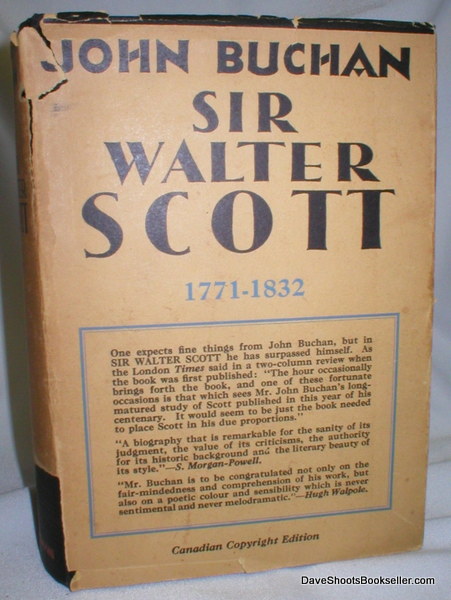 JOHN BUCHAN
SIR
WALTER
SCOTT
1771-1832
One expects fine things from John Buchan, but in
SIR WALTER SCOTT he has surpassed himself. As
the London Times said in a two-column review when
the book was first published: "The hour occasionally
brings forth the book, and one of these fortunate
occasions is that which sees Mr. John Buchan's long-
matured study of Scott published in this year of his
centenary. It would seem to be just the book needed
to place Scott in his due proportions."
"A biography that is remarkable for the sanity of its
judgment, the value of its criticisms, the authority
for its historic background and the literary beauty of
its style."—S. Morgan-Powell.
"Mr. Buchan is to be congratulated not only on the
fair-mindedness and comprehension of his work, but
also on a poetic colour and sensibility which is never
sentimental and never melodramatic."—Hugh Walpole.
Canadian Copyright Edition
DaveShootsBookseller.com